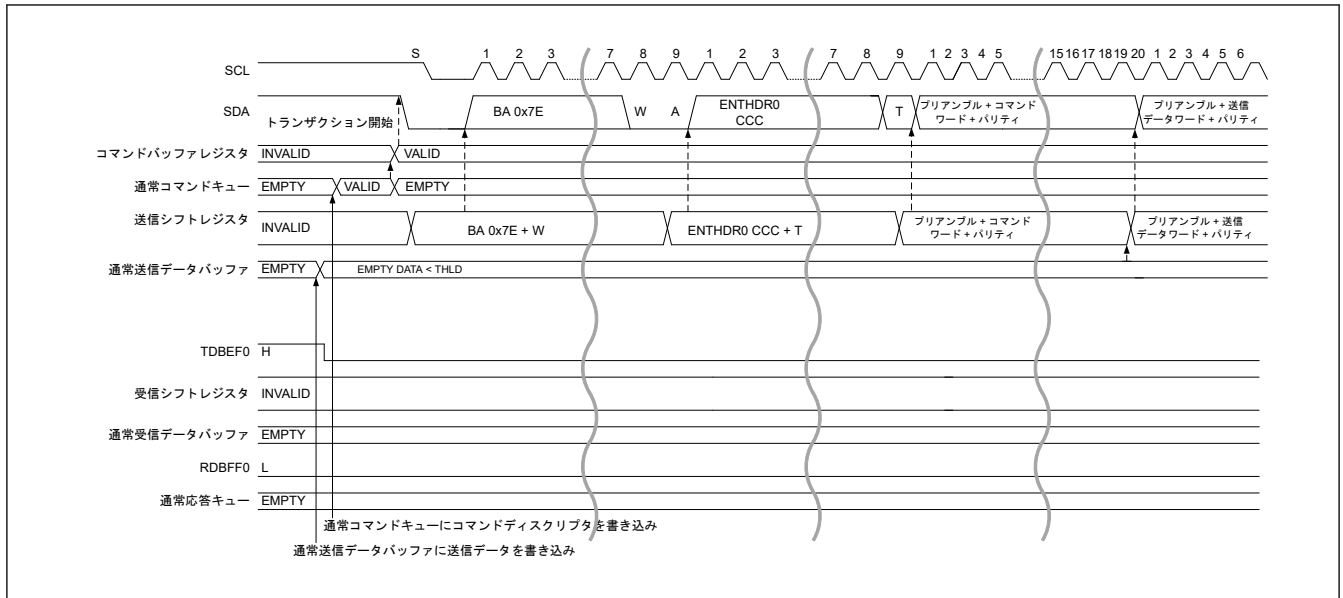 S 1 2 3 7 8 9 1 2 3 7 8 9 1 2 3 4 5 15 16 17 18 19 20 1 2 3 4 5 6
SCL
SDA トランザクション開始 BA 0x7E W A ENTHDR0 CCC T プリアンブル + コマンド ワード + パリティ プリアンブル + 送信 データワード + パリティ
コマンドバッファレジスタ INVALID VALID
通常コマンドキュー EMPTY VALID EMPTY
送信シフトレジスタ INVALID BA 0x7E + W ENTHDR0 CCC + T プリアンブル + コマンド ワード + パリティ プリアンブル + 送信 データワード + パリティ
通常送信データバッファ EMPTY EMPTY DATA < THLD
TDBEF0 H
受信シフトレジスタ INVALID
通常受信データバッファ EMPTY
RDBFF0 L
通常応答キュー EMPTY
通常コマンドキューにコマンドディスクリプタを書き込み
通常送信データバッファに送信データを書き込み